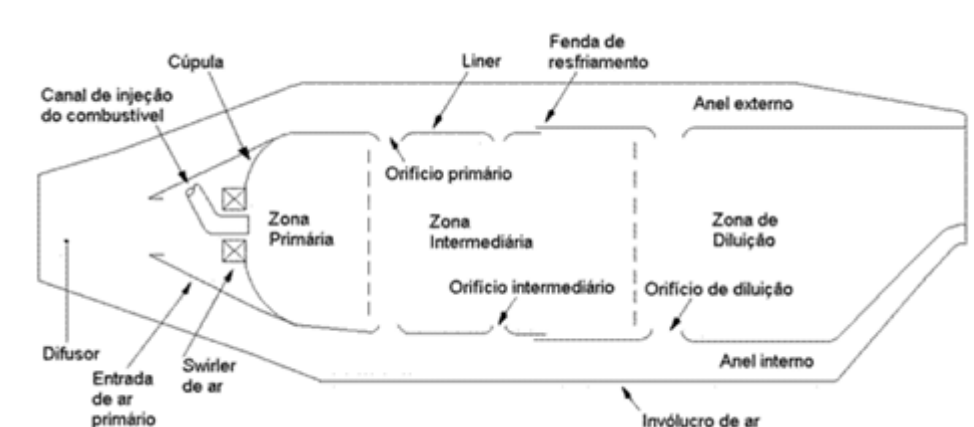 Cúpula
Liner
Fenda de
resfriamento
Canal de injeção
do combustível
Anel externo
Orifício primário
Zona
Primária
Zona
Intermediária
Zona de
Diluição
Orifício intermediário
Orifício de diluição
Difusor
Entrada
de ar
primário
Swirler
de ar
Anel interno
Invólucro de ar